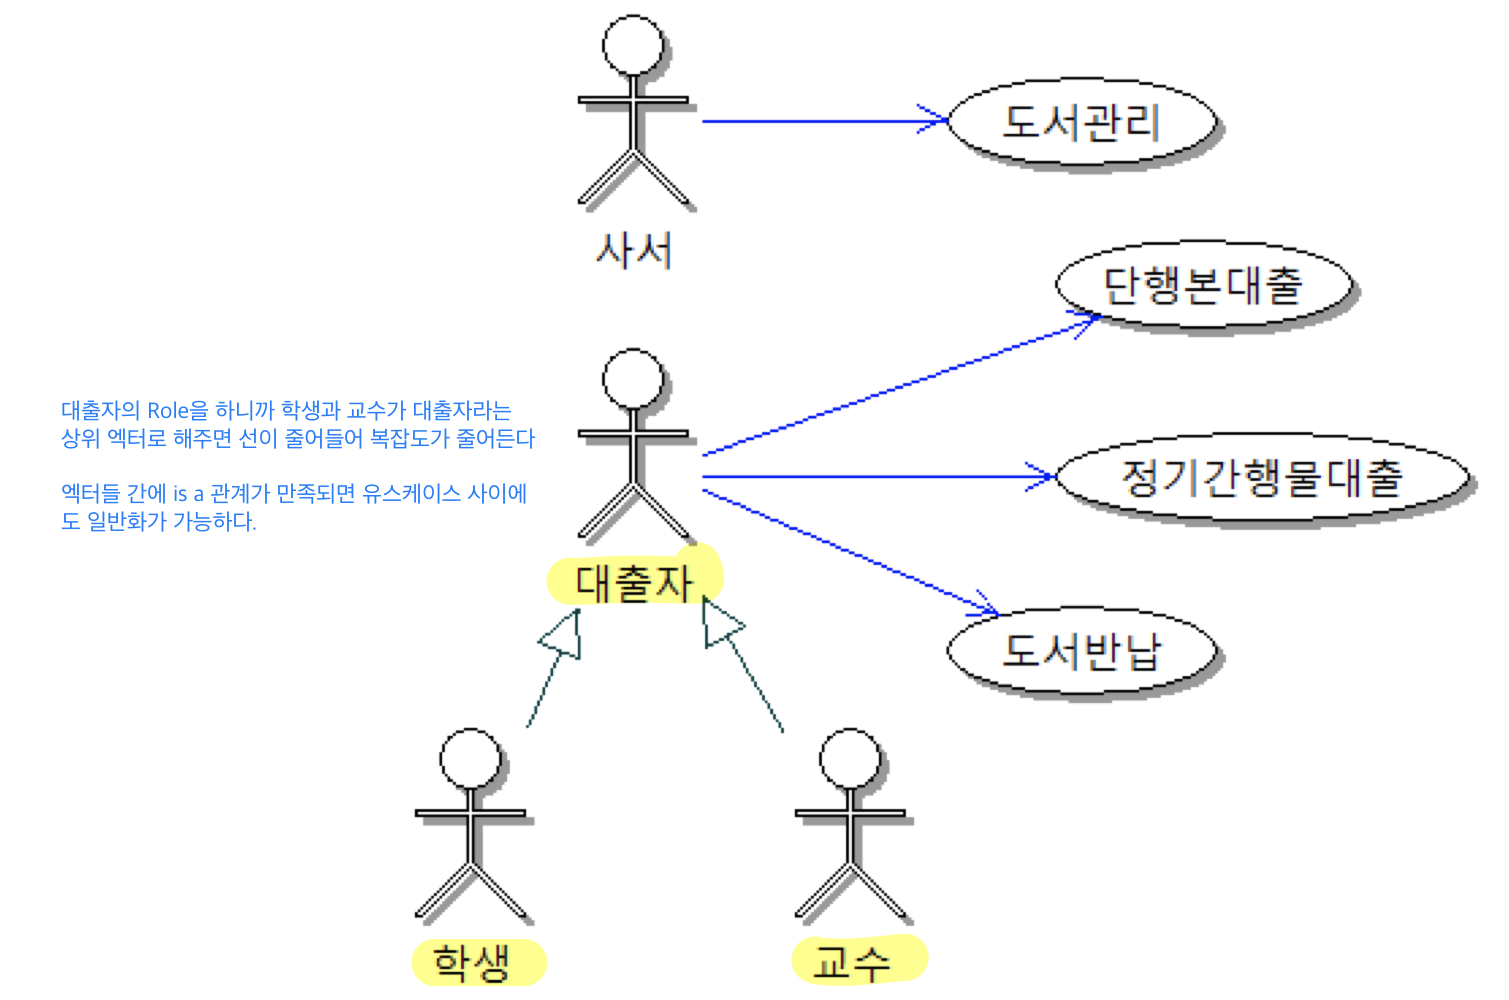 도서관리
사서
단행본대출
대출자의 Role을 하니까 학생과 교수가 대출자라는
상위 엑터로 해주면 선이 줄어들어 복잡도가 줄어든다
엑터들 간에 is a 관계가 만족되면 유스케이스 사이에
도 일반화가 가능하다.
정기간행물대출
대출자
도서반납
학생
교수